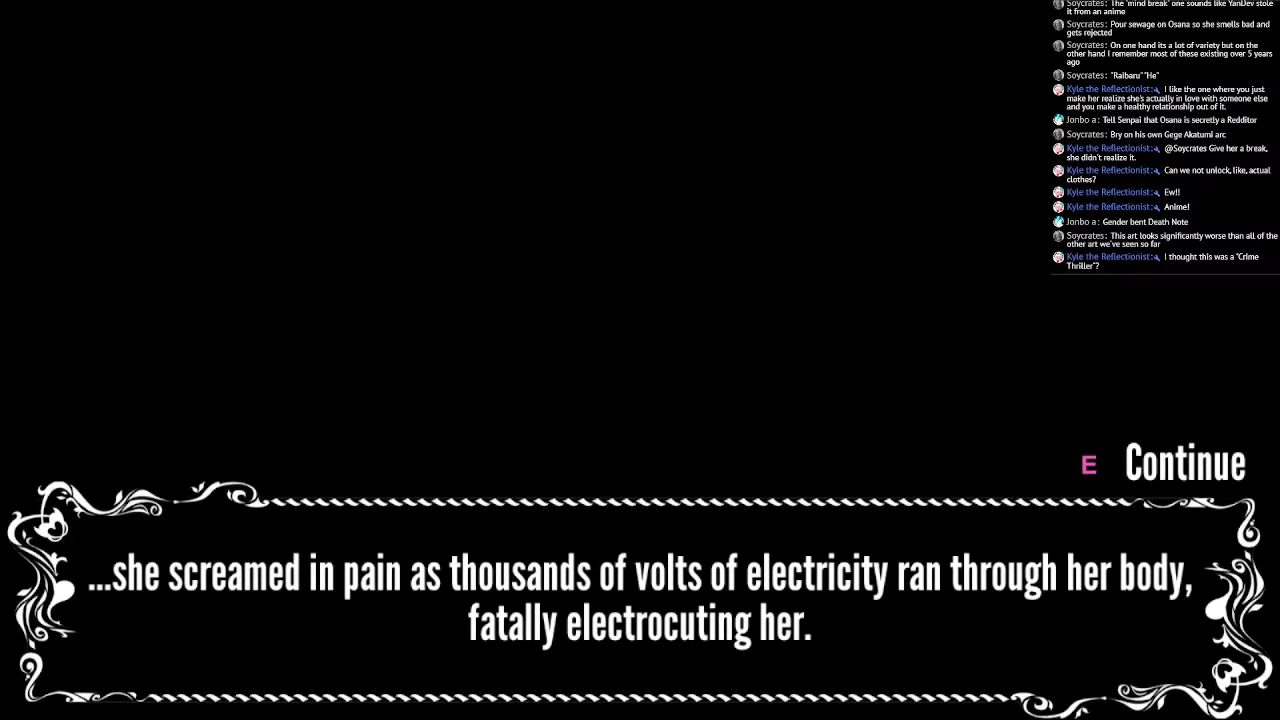 Soycrates: The "mind break" one sounds like YanDev stole
it from an anime
Soycrates: Pour sewage on Osana so she smells bad and
gets rejected
Soycrates: On one hand its a lot of variety but on the
other hand I remember most of these existing over 5 years
ago
Soycrates: "Raibaru" "He"
Kyle the Reflectionist: I like the one where you just
make her realize she's actually in love with someone else
and you make a healthy relationship out of it.
Jonbo a: Tell Senpai that Osana is secretly a Redditor
Soycrates: Bry on his own Gege Akatumi arc
Kyle the Reflectionist: @Soycrates Give her a break,
she didn't realize it.
Kyle the Reflectionist: Can we not unlock, like, actual
clothes?
Kyle the Reflectionist: Ew!!
Kyle the Reflectionist: Anime!
Jonbo a: Gender bent Death Note
Soycrates: This art looks significantly worse than all of the
other art we've seen so far
Kyle the Reflectionist: I thought this was a "Crime
Thriller"?
E Continue
...she screamed in pain as thousands of volts of electricity ran through her body,
fatally electrocuting her.